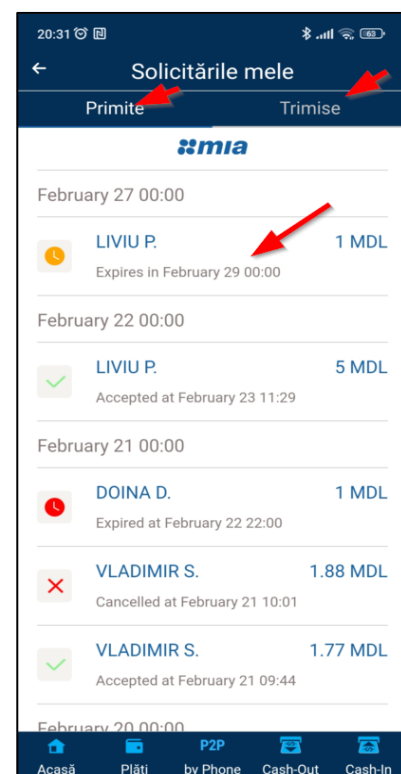 20:31
63
Solicitările mele
Primite Trimise
mia
February 27 00:00
LIVIU P. 1 MDL
Expires in February 29 00:00
February 22 00:00
LIVIU P. 5 MDL
Accepted at February 23 11:29
February 21 00:00
DOINA D. 1 MDL
Expired at February 22 22:00
VLADIMIR S. 1.88 MDL
Cancelled at February 21 10:01
VLADIMIR S. 1.77 MDL
Accepted at February 21 09:44
February 20 00:00
P2P
Acasă Plăți by Phone Cash-Out Cash-In